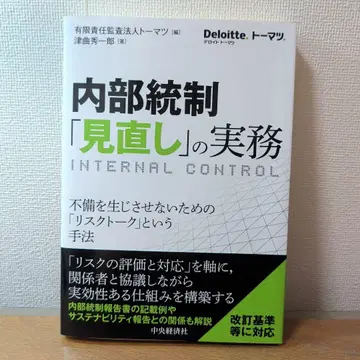 有限責任監査法人トーマツ[編]
津曲秀一郎[著]
Deloitte. トーマツ.
デロイト トーマツ
内部統制
「見直し」の実務
INTERNAL CONTROL
不備を生じさせないための
「リスクトーク」という
手法
「リスクの評価と対応」を軸に,
関係者と協議しながら
実効性ある仕組みを構築する
内部統制報告書の記載例や
サステナビリティ報告との関係も解説
改訂基準
等に対応
中央経済社